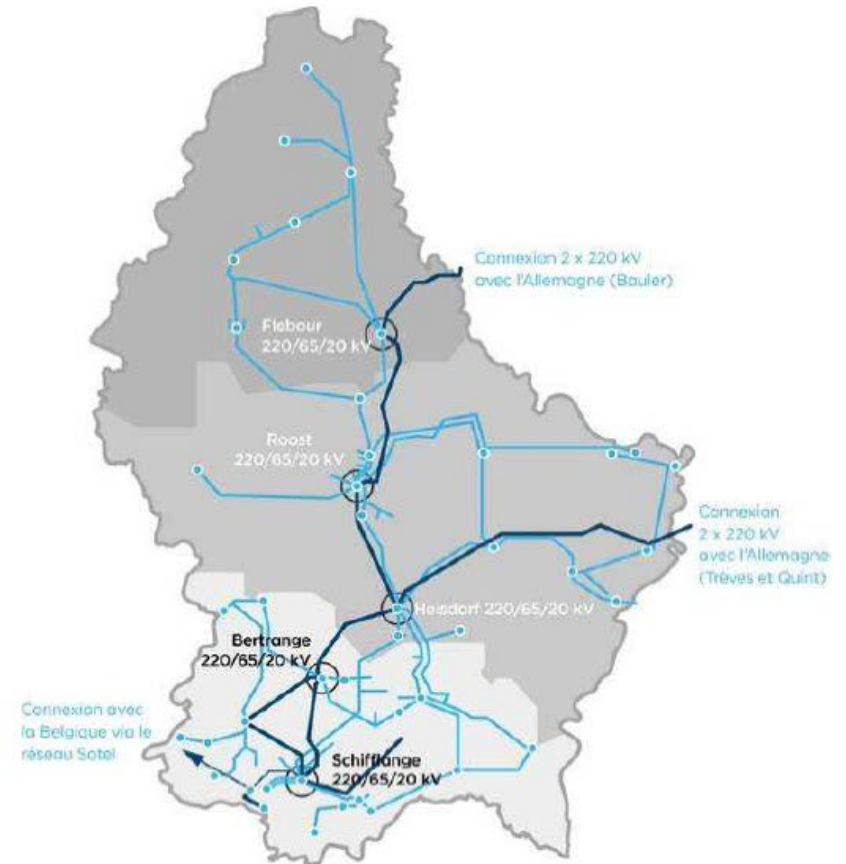 Connexion 2 x 220 kV
avec l'Allemagne (Bauler)
Flebour
220/65/20 kV
Roost
220/65/20 kV
Connexion
2 x 220 kV
avec l'Allemagne
(Trèves et Quint)
Heisdorf 220/65/20 kV
Bertrange
220/65/20 kV
Connexion avec
la Belgique via le
réseau Sotel
Schifflange
220/65/20 kV